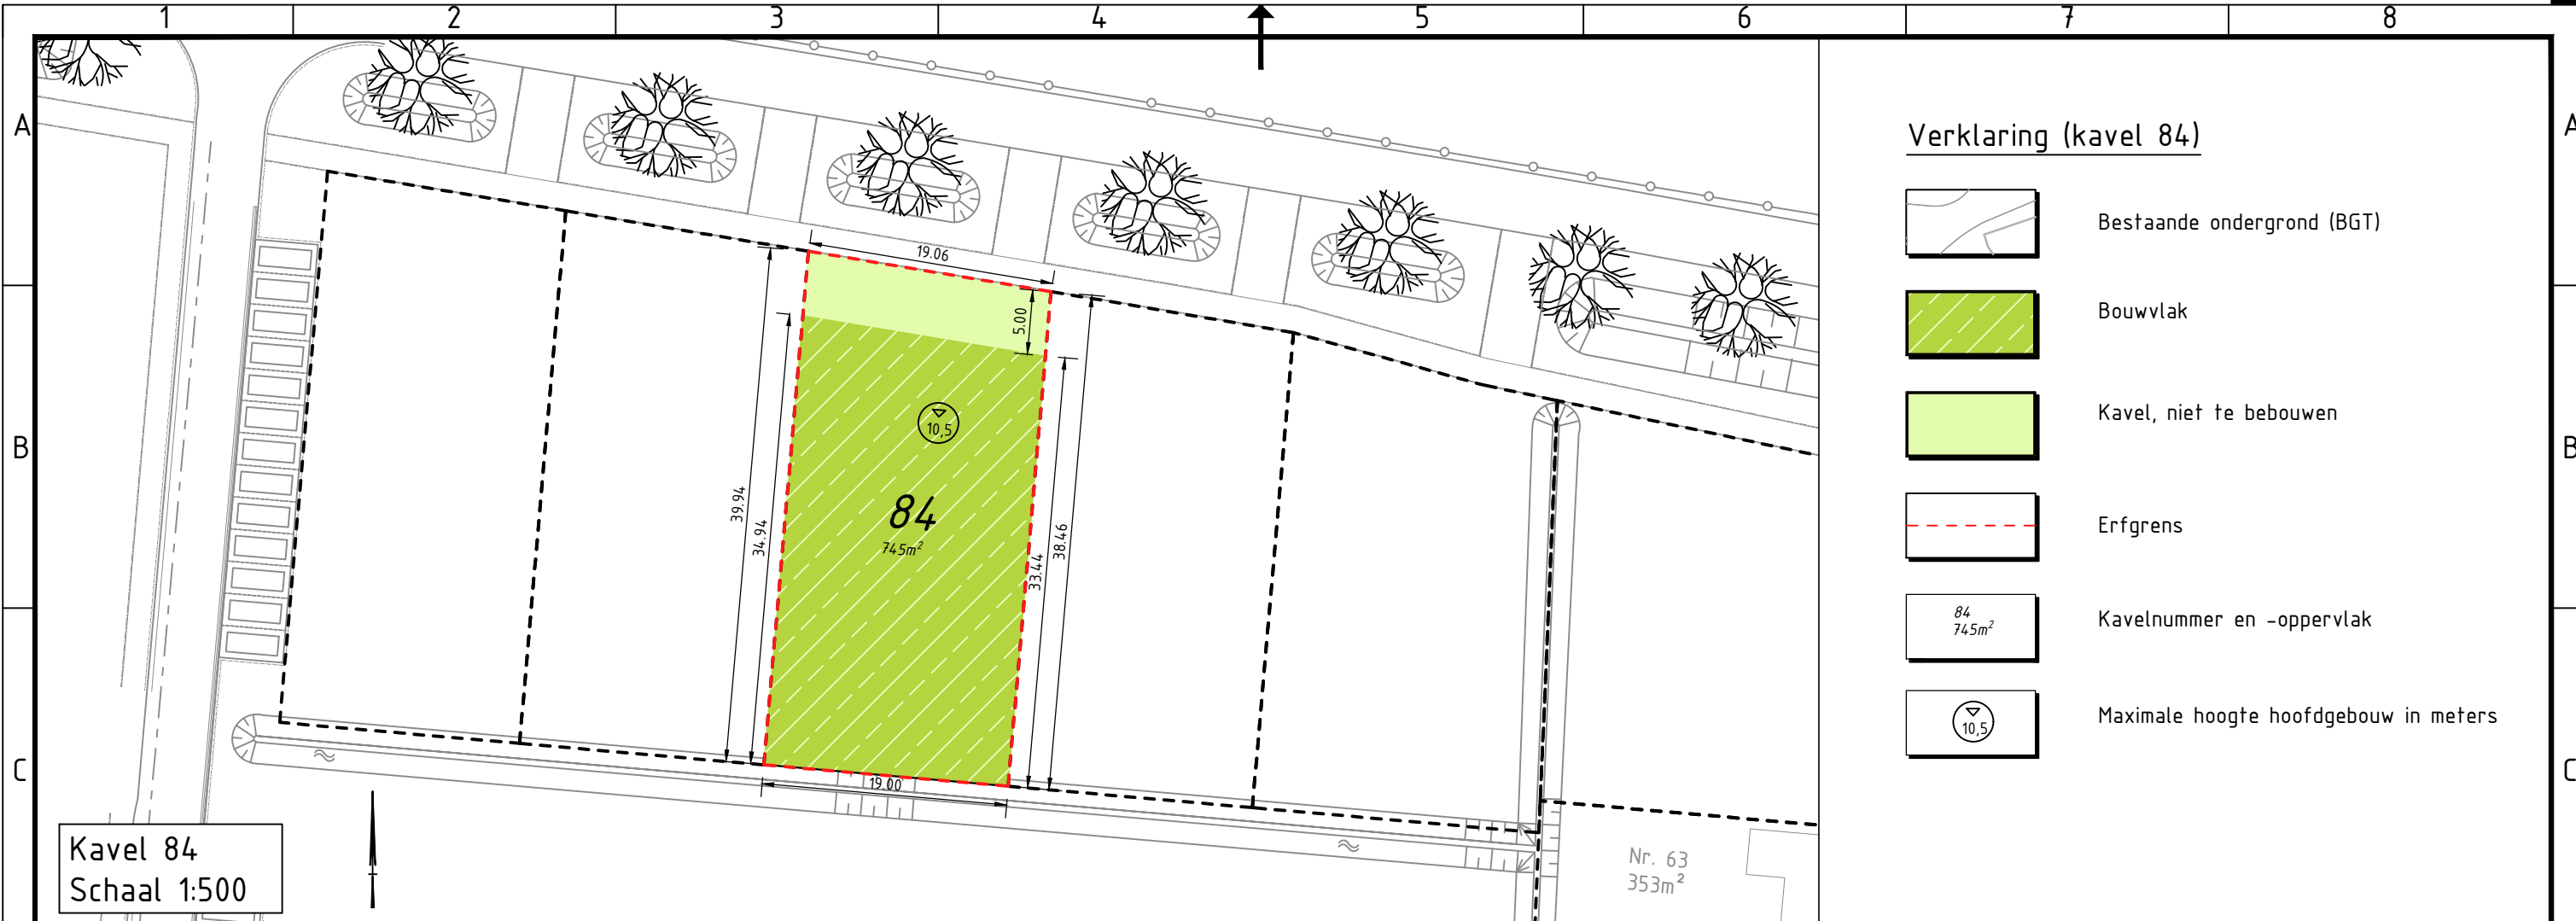 1 2 3 4 5 6 7 8
A
A
B
B
C
C
19.06
5.00
10,5
39.94
34.94
84
745m²
33.44
38.46
19.00
Nr. 63
353m²
Kavel 84
Schaal 1:500
Verklaring (kavel 84)
Bestaande ondergrond (BGT)
Bouwvlak
Kavel, niet te bebouwen
Erfgrens
84
745m²
Kavelnummer en -oppervlak
10,5
Maximale hoogte hoofdgebouw in meters